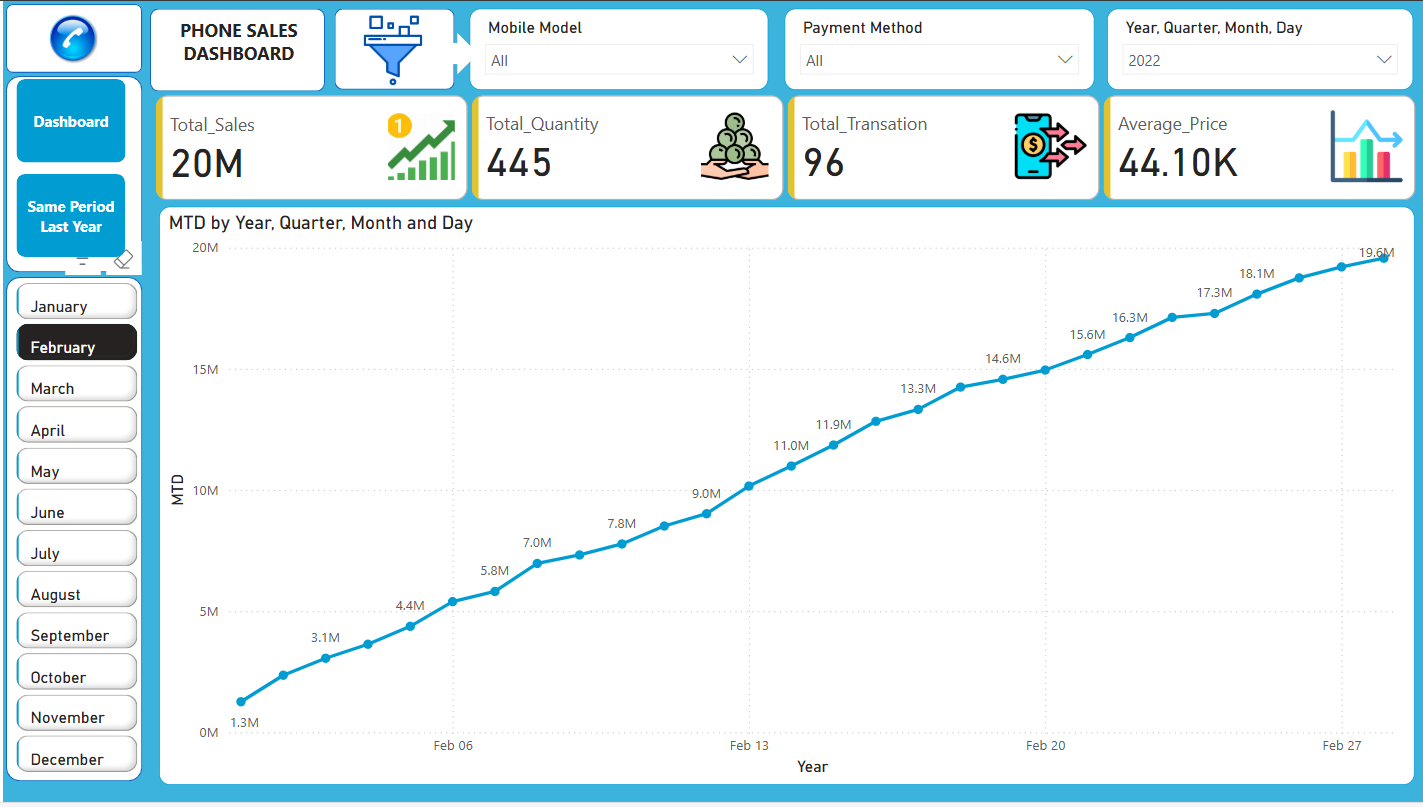 PHONE SALES
DASHBOARD
Mobile Model
All
Payment Method
All
Year, Quarter, Month, Day
2022
Dashboard
Same Period
Last Year
Total_Sales
20M
1
Total_Quantity
445
Total_Transation
96
$
Average_Price
44.10K
January
February
March
April
May
June
July
August
September
October
November
December
MTD by Year, Quarter, Month and Day
MTD
20M
15M
10M
5M
0M
1.3M
3.1M
4.4M
5.8M
7.0M
7.8M
9.0M
11.0M
11.9M
13.3M
14.6M
15.6M
16.3M
17.3M
18.1M
19.6M
Feb 06
Feb 13
Feb 20
Feb 27
Year